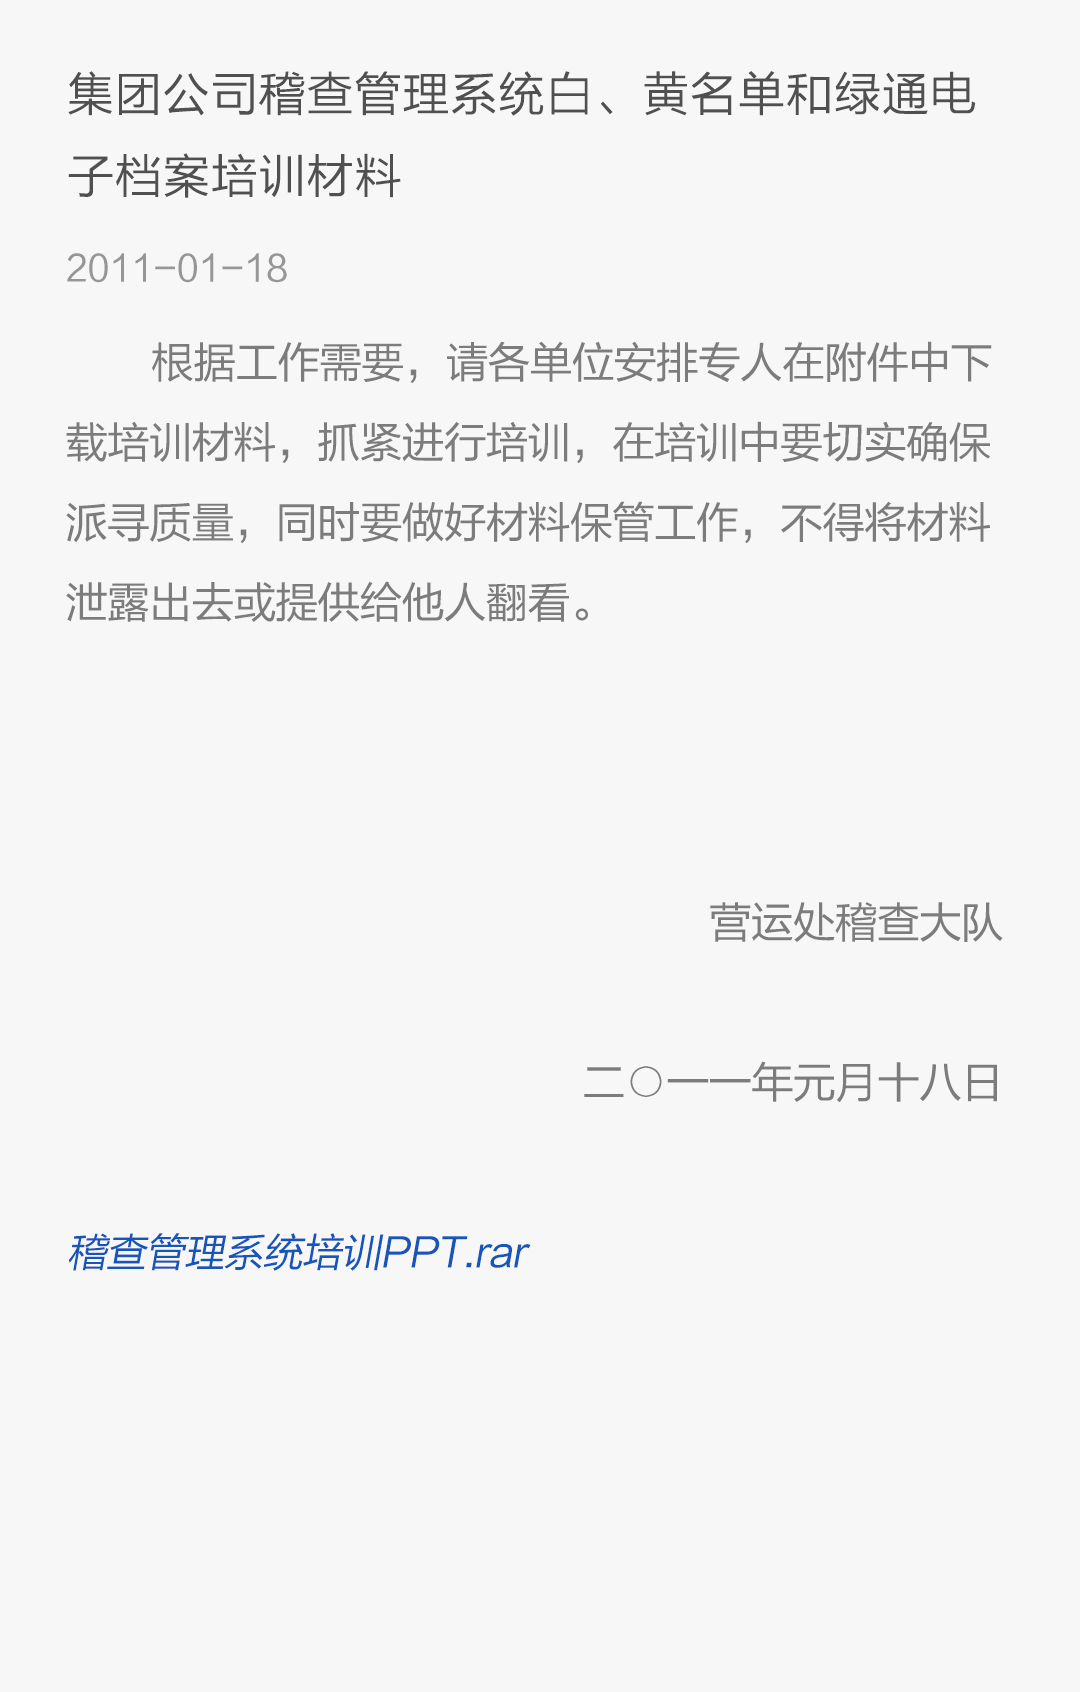 集团公司稽查管理系统白、黄名单和绿通电
子档案培训材料
2011-01-18
根据工作需要，请各单位安排专人在附件中下
载培训材料，抓紧进行培训，在培训中要切实确保
派寻质量，同时要做好材料保管工作，不得将材料
泄露出去或提供给他人翻看。
营运处稽查大队
二〇一一年元月十八日
稽查管理系统培训PPT.rar